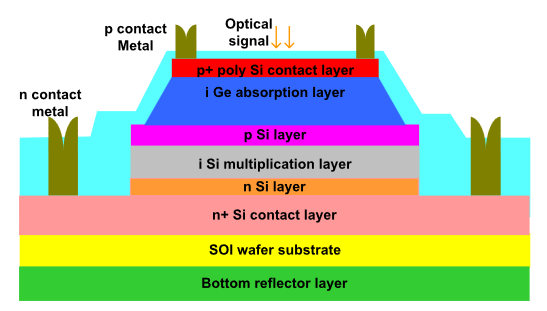 p contact
Metal
Optical
signal
p+ poly Si contact layer
i Ge absorption layer
n contact
metal
p Si layer
i Si multiplication layer
n Si layer
n+ Si contact layer
SOI wafer substrate
Bottom reflector layer